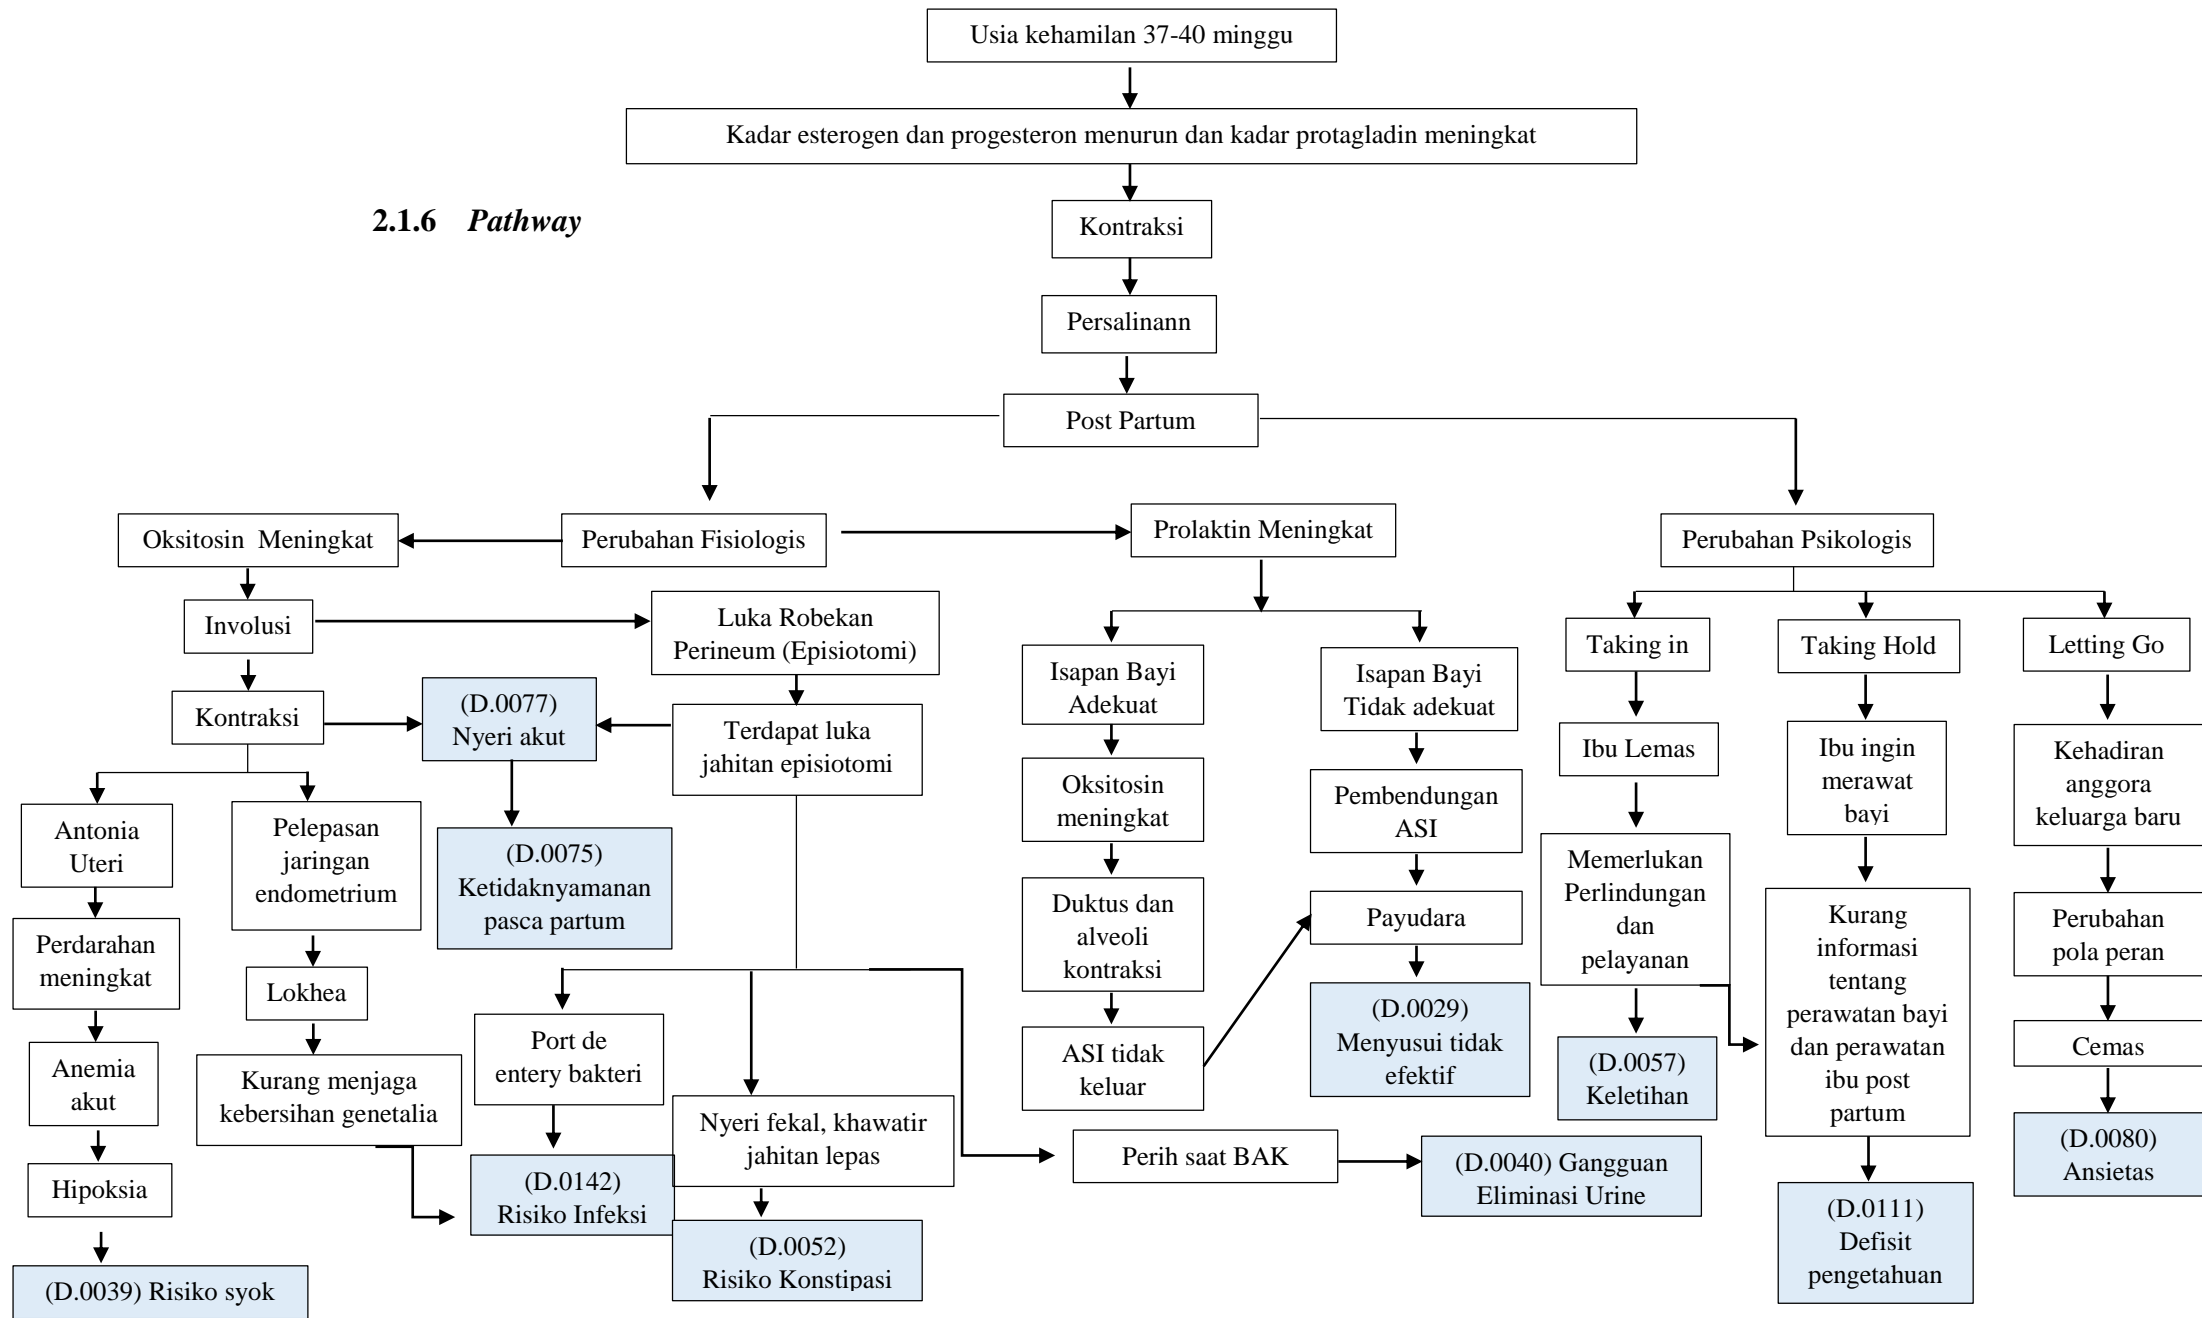 Usia kehamilan 37-40 minggu
Kadar esterogen dan progesteron menurun dan kadar protagladin meningkat
2.1.6 Pathway
Kontraksi
Persalinann
Post Partum
Oksitosin Meningkat
Perubahan Fisiologis
Prolaktin Meningkat
Perubahan Psikologis
Involusi
Luka Robekan
Perineum (Episiotomi)
Kontraksi
(D.0077)
Nyeri akut
Terdapat luka
jahitan episiotomi
Antonia
Uteri
Pelepasan
jaringan
endometrium
(D.0075)
Ketidaknyamanan
pasca partum
Perdarahan
meningkat
Lokhea
Anemia
akut
Kurang menjaga
kebersihan genetalia
Port de
entery bakteri
Hipoksia
(D.0142)
Risiko Infeksi
Nyeri fekal, khawatir
jahitan lepas
(D.0039) Risiko syok
(D.0052)
Risiko Konstipasi
Isapan Bayi
Adekuat
Isapan Bayi
Tidak adekuat
Oksitosin
meningkat
Pembendungan
ASI
Duktus dan
alveoli
kontraksi
Payudara
ASI tidak
keluar
(D.0029)
Menyusui tidak
efektif
Perih saat BAK
(D.0040) Gangguan
Eliminasi Urine
Taking in
Taking Hold
Letting Go
Ibu Lemas
Ibu ingin
merawat
bayi
Kehadiran
anggora
keluarga baru
Memerlukan
Perlindungan
dan
pelayanan
Kurang
informasi
tentang
perawatan bayi
dan perawatan
ibu post
partum
Perubahan
pola peran
(D.0057)
Keletihan
Cemas
(D.0111)
Defisit
pengetahuan
(D.0080)
Ansietas